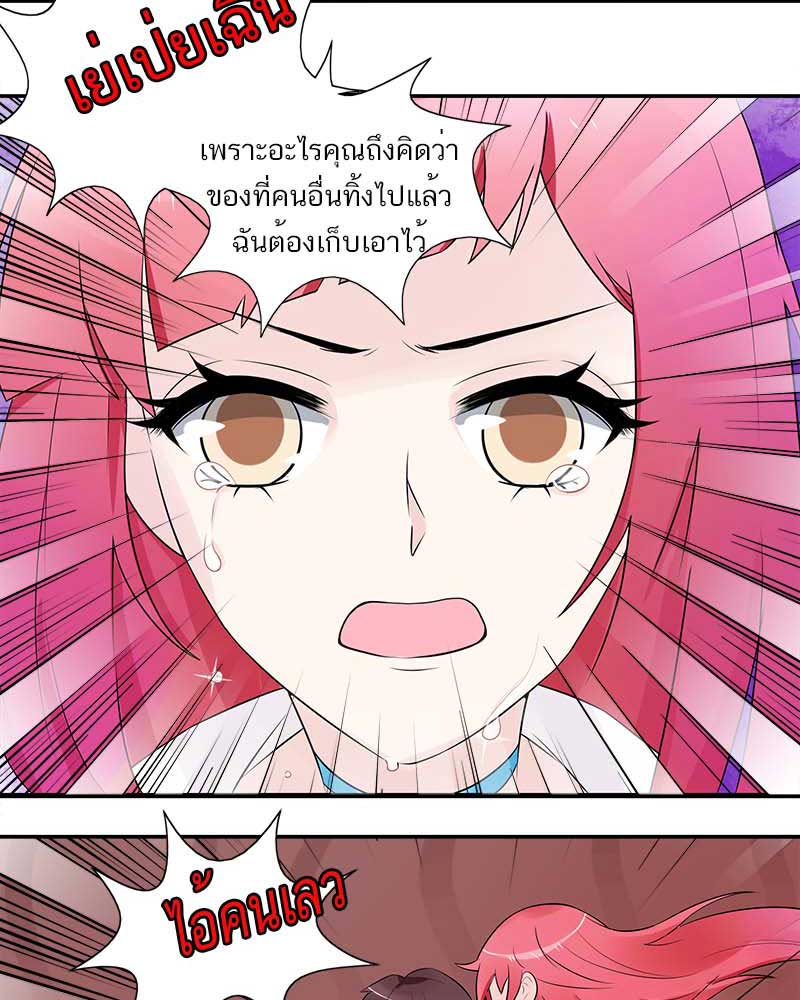 เย่เป่ยเฉิน
เพราะอะไรคุณถึงคิดว่า
ของที่คนอื่นทิ้งไปแล้ว
ฉันต้องเก็บเอาไว้
ไอ้คนเลว